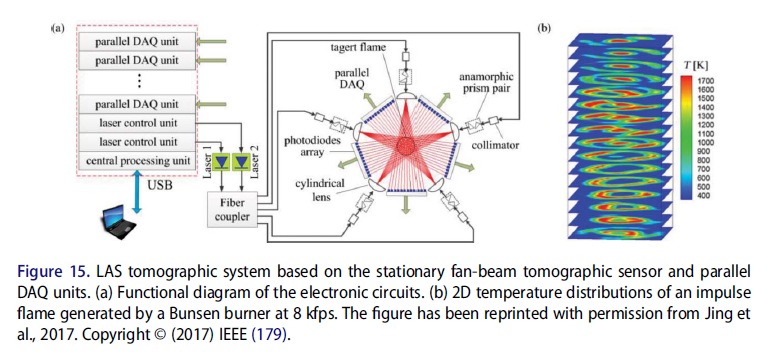 (a)
parallel DAQ unit
parallel DAQ unit
parallel DAQ unit
laser control unit
laser control unit
central processing unit
USB
Laser 1
Laser 2
Fiber
coupler
tagert flame
parallel
DAQ
anamorphic
prism pair
photodiodes
array
collimator
cylindrical
lens
(b)
T [K]
1700
1600
1500
1400
1300
1200
1100
1000
900
800
700
600
500
400
Figure 15. LAS tomographic system based on the stationary fan-beam tomographic sensor and parallel
DAQ units. (a) Functional diagram of the electronic circuits. (b) 2D temperature distributions of an impulse
flame generated by a Bunsen burner at 8 kfps. The figure has been reprinted with permission from Jing et
al., 2017. Copyright © (2017) IEEE (179).